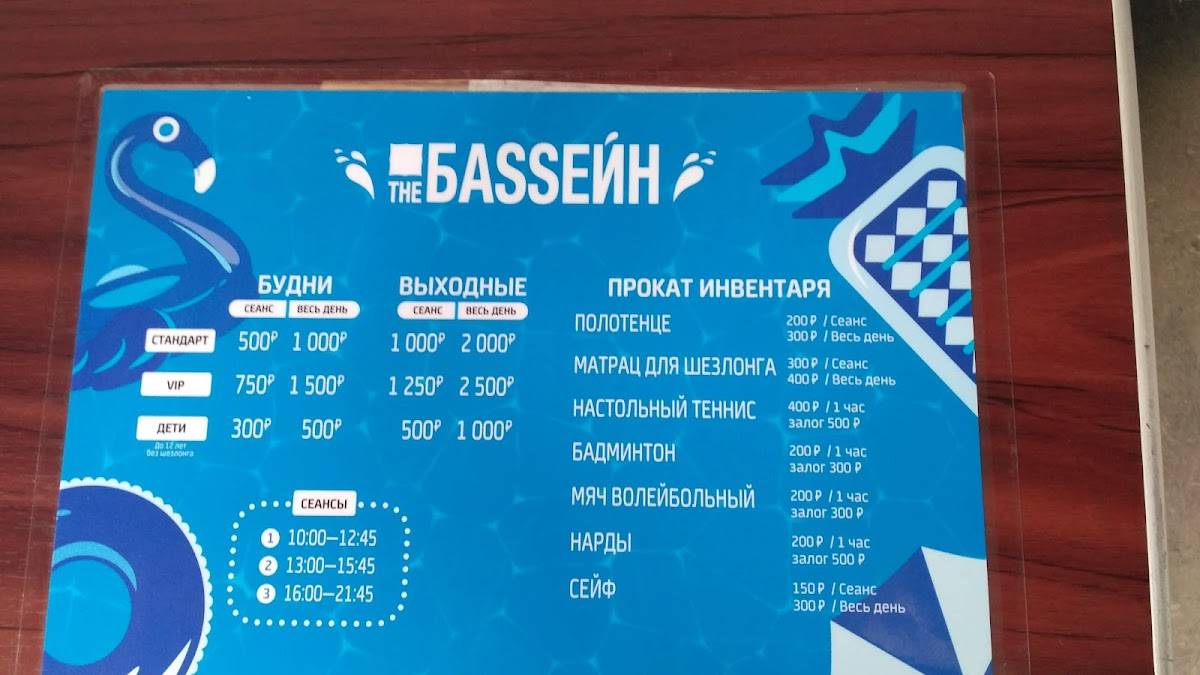 THE БАSSЕЙН
БУДНИ
СЕАНС ВЕСЬ ДЕНЬ
ВЫХОДНЫЕ
СЕАНС ВЕСЬ ДЕНЬ
СТАНДАРТ 500₽ 1 000₽ 1 000₽ 2 000₽
VIP 750₽ 1 500₽ 1 250₽ 2 500₽
ДЕТИ 300₽ 500₽ 500₽ 1 000₽
До 12 лет
без шезлонга
СЕАНСЫ
1 10:00—12:45
2 13:00—15:45
3 16:00—21:45
ПРОКАТ ИНВЕНТАРЯ
ПОЛОТЕНЦЕ 200 ₽ / Сеанс
300 ₽ / Весь день
МАТРАЦ ДЛЯ ШЕЗЛОНГА 300 ₽ / Сеанс
400 ₽ / Весь день
НАСТОЛЬНЫЙ ТЕННИС 400 ₽ / 1 час
залог 500 ₽
БАДМИНТОН 200 ₽ / 1 час
залог 300 ₽
МЯЧ ВОЛЕЙБОЛЬНЫЙ 200 ₽ / 1 час
залог 300 ₽
НАРДЫ 200 ₽ / 1 час
залог 500 ₽
СЕЙФ 150 ₽ / Сеанс
300 ₽ / Весь день